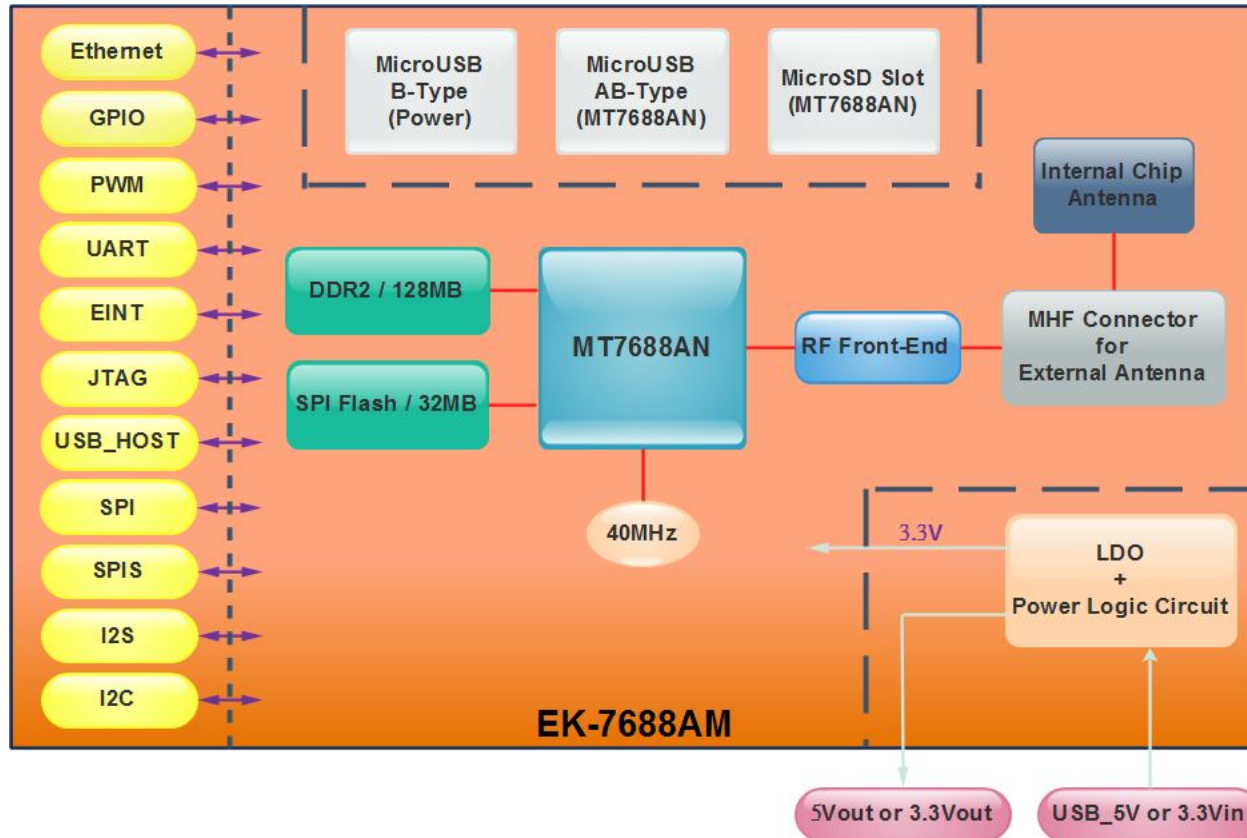 Ethernet
GPIO
PWM
UART
EINT
JTAG
USB_HOST
SPI
SPIS
I2S
I2C
MicroUSB
B-Type
(Power)
MicroUSB
AB-Type
(MT7688AN)
MicroSD Slot
(MT7688AN)
Internal Chip
Antenna
DDR2 / 128MB
SPI Flash / 32MB
MT7688AN
RF Front-End
MHF Connector
for
External Antenna
40MHz
3.3V
LDO
+
Power Logic Circuit
EK-7688AM
5Vout or 3.3Vout
USB_5V or 3.3Vin